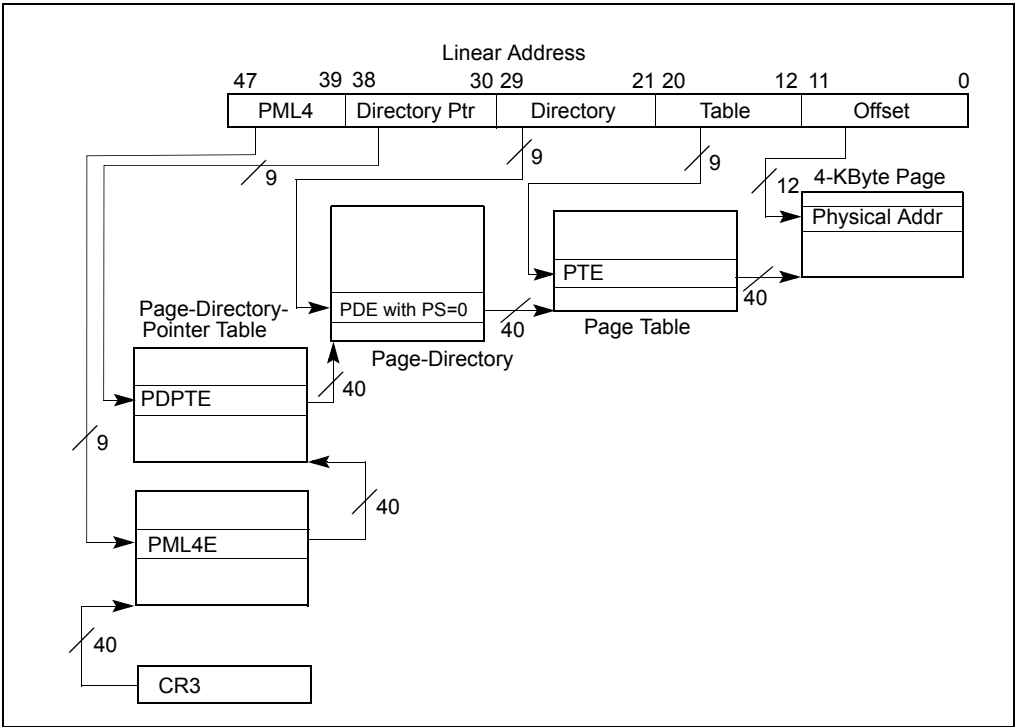 Linear Address
47 39 38 30 29 21 20 12 11 0
PML4 Directory Ptr Directory Table Offset
9 9 9 12
4-KByte Page
Physical Addr
PTE
40
Page Table
PDE with PS=0
40
Page-Directory
Page-Directory-
Pointer Table
40
PDPTE
9
40
PML4E
40
CR3